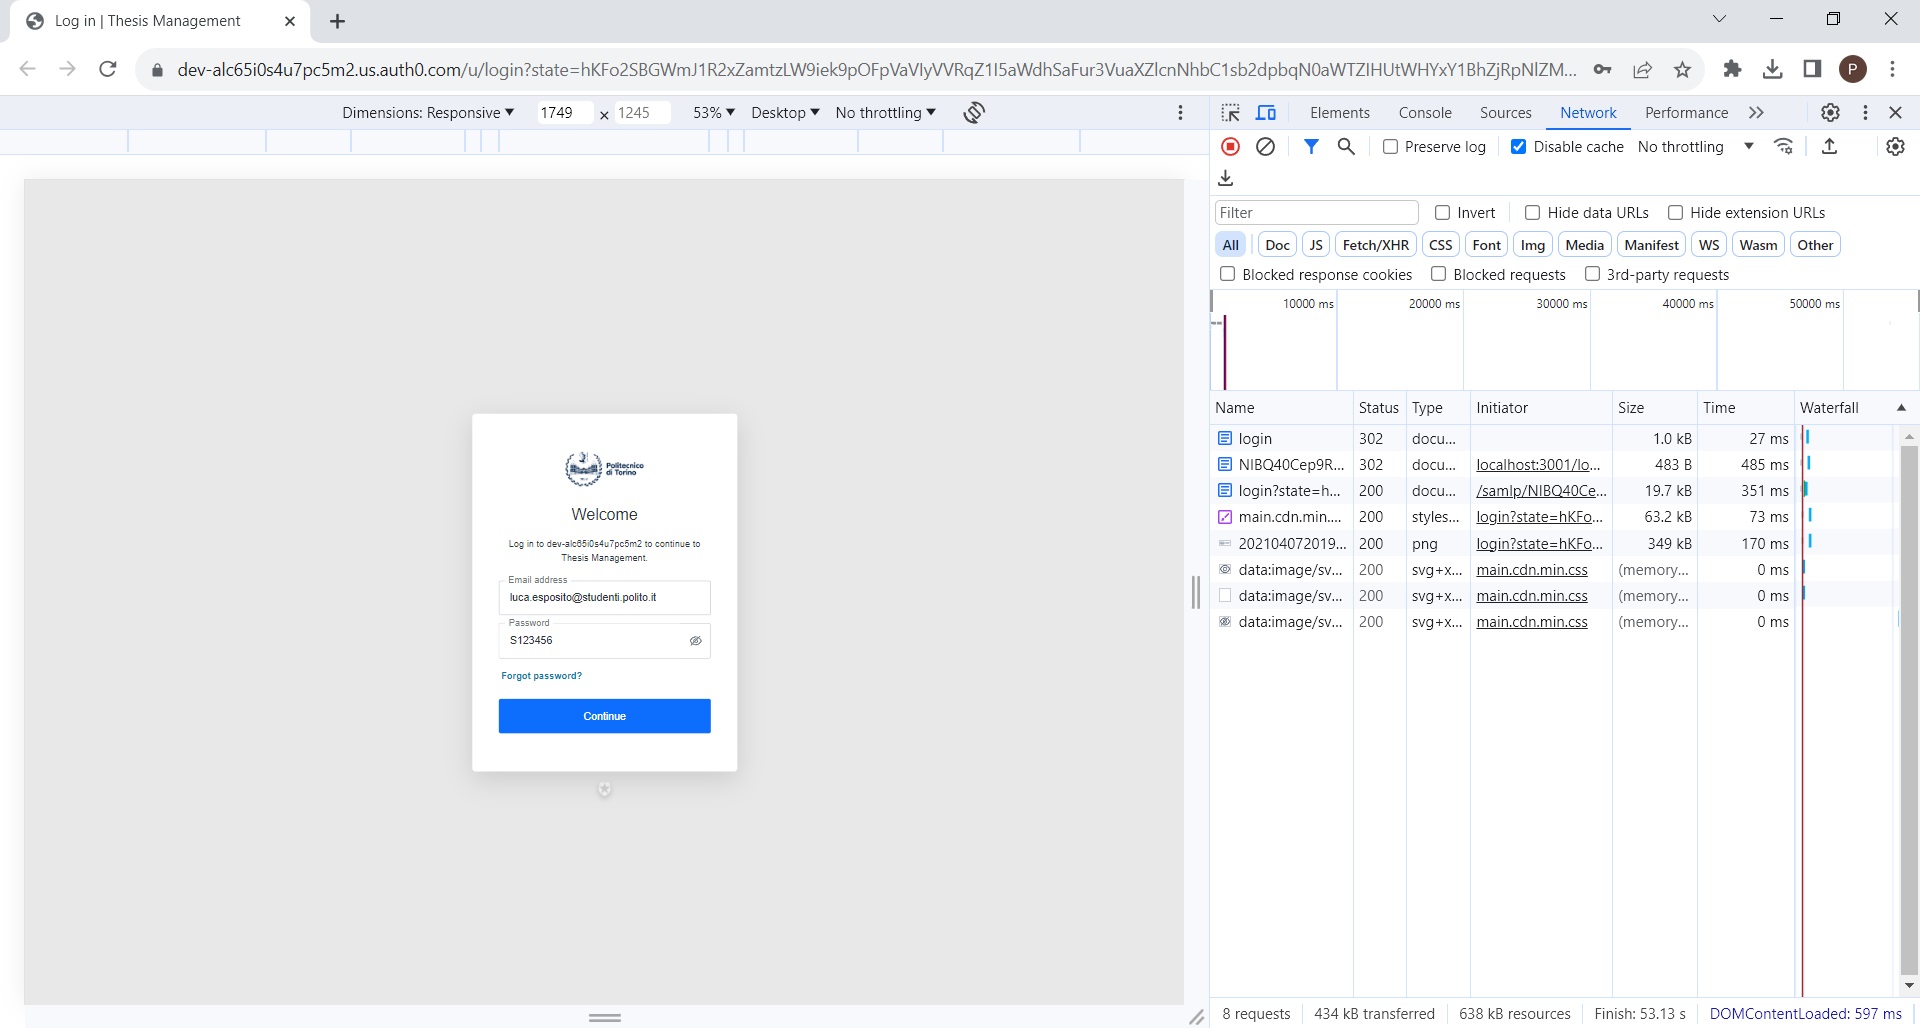 Log in | Thesis Management
dev-alc65i0s4u7pc5m2.us.auth0.com/u/login?state=
P
Dimensions: Responsive 1749 × 1245 53% Desktop No throttling
Elements Console Sources Network Performance
Preserve log Disable cache No throttling
Filter Invert Hide data URLs Hide extension URLs
All Doc JS Fetch/XHR CSS Font Img Media Manifest WS Wasm Other
Blocked response cookies Blocked requests 3rd-party requests
10000 ms 20000 ms 30000 ms 40000 ms 50000 ms
Name Status Type Initiator Size Time Waterfall
login 302 docu... 1.0 kB 27 ms
NIBQ40Cep9R... 302 docu... localhost:3001/lo... 483 B 485 ms
login?state=h... 200 docu... /samlp/NIBQ40Ce... 19.7 kB 351 ms
main.cdn.min.... 200 styles... login?state=hKFo... 63.2 kB 73 ms
202104072019... 200 png login?state=hKFo... 349 kB 170 ms
data:image/sv... 200 svg+x... main.cdn.min.css (memory... 0 ms
data:image/sv... 200 svg+x... main.cdn.min.css (memory... 0 ms
data:image/sv... 200 svg+x... main.cdn.min.css (memory... 0 ms
8 requests 434 kB transferred 638 kB resources Finish: 53.13 s DOMContentLoaded: 597 ms
Politecnico
di Torino
Welcome
Log in to dev-alc65i0s4u7pc5m2 to continue to
Thesis Management.
Email address
luca.esposito@studenti.polito.it
Password
S123456
Forgot password?
Continue